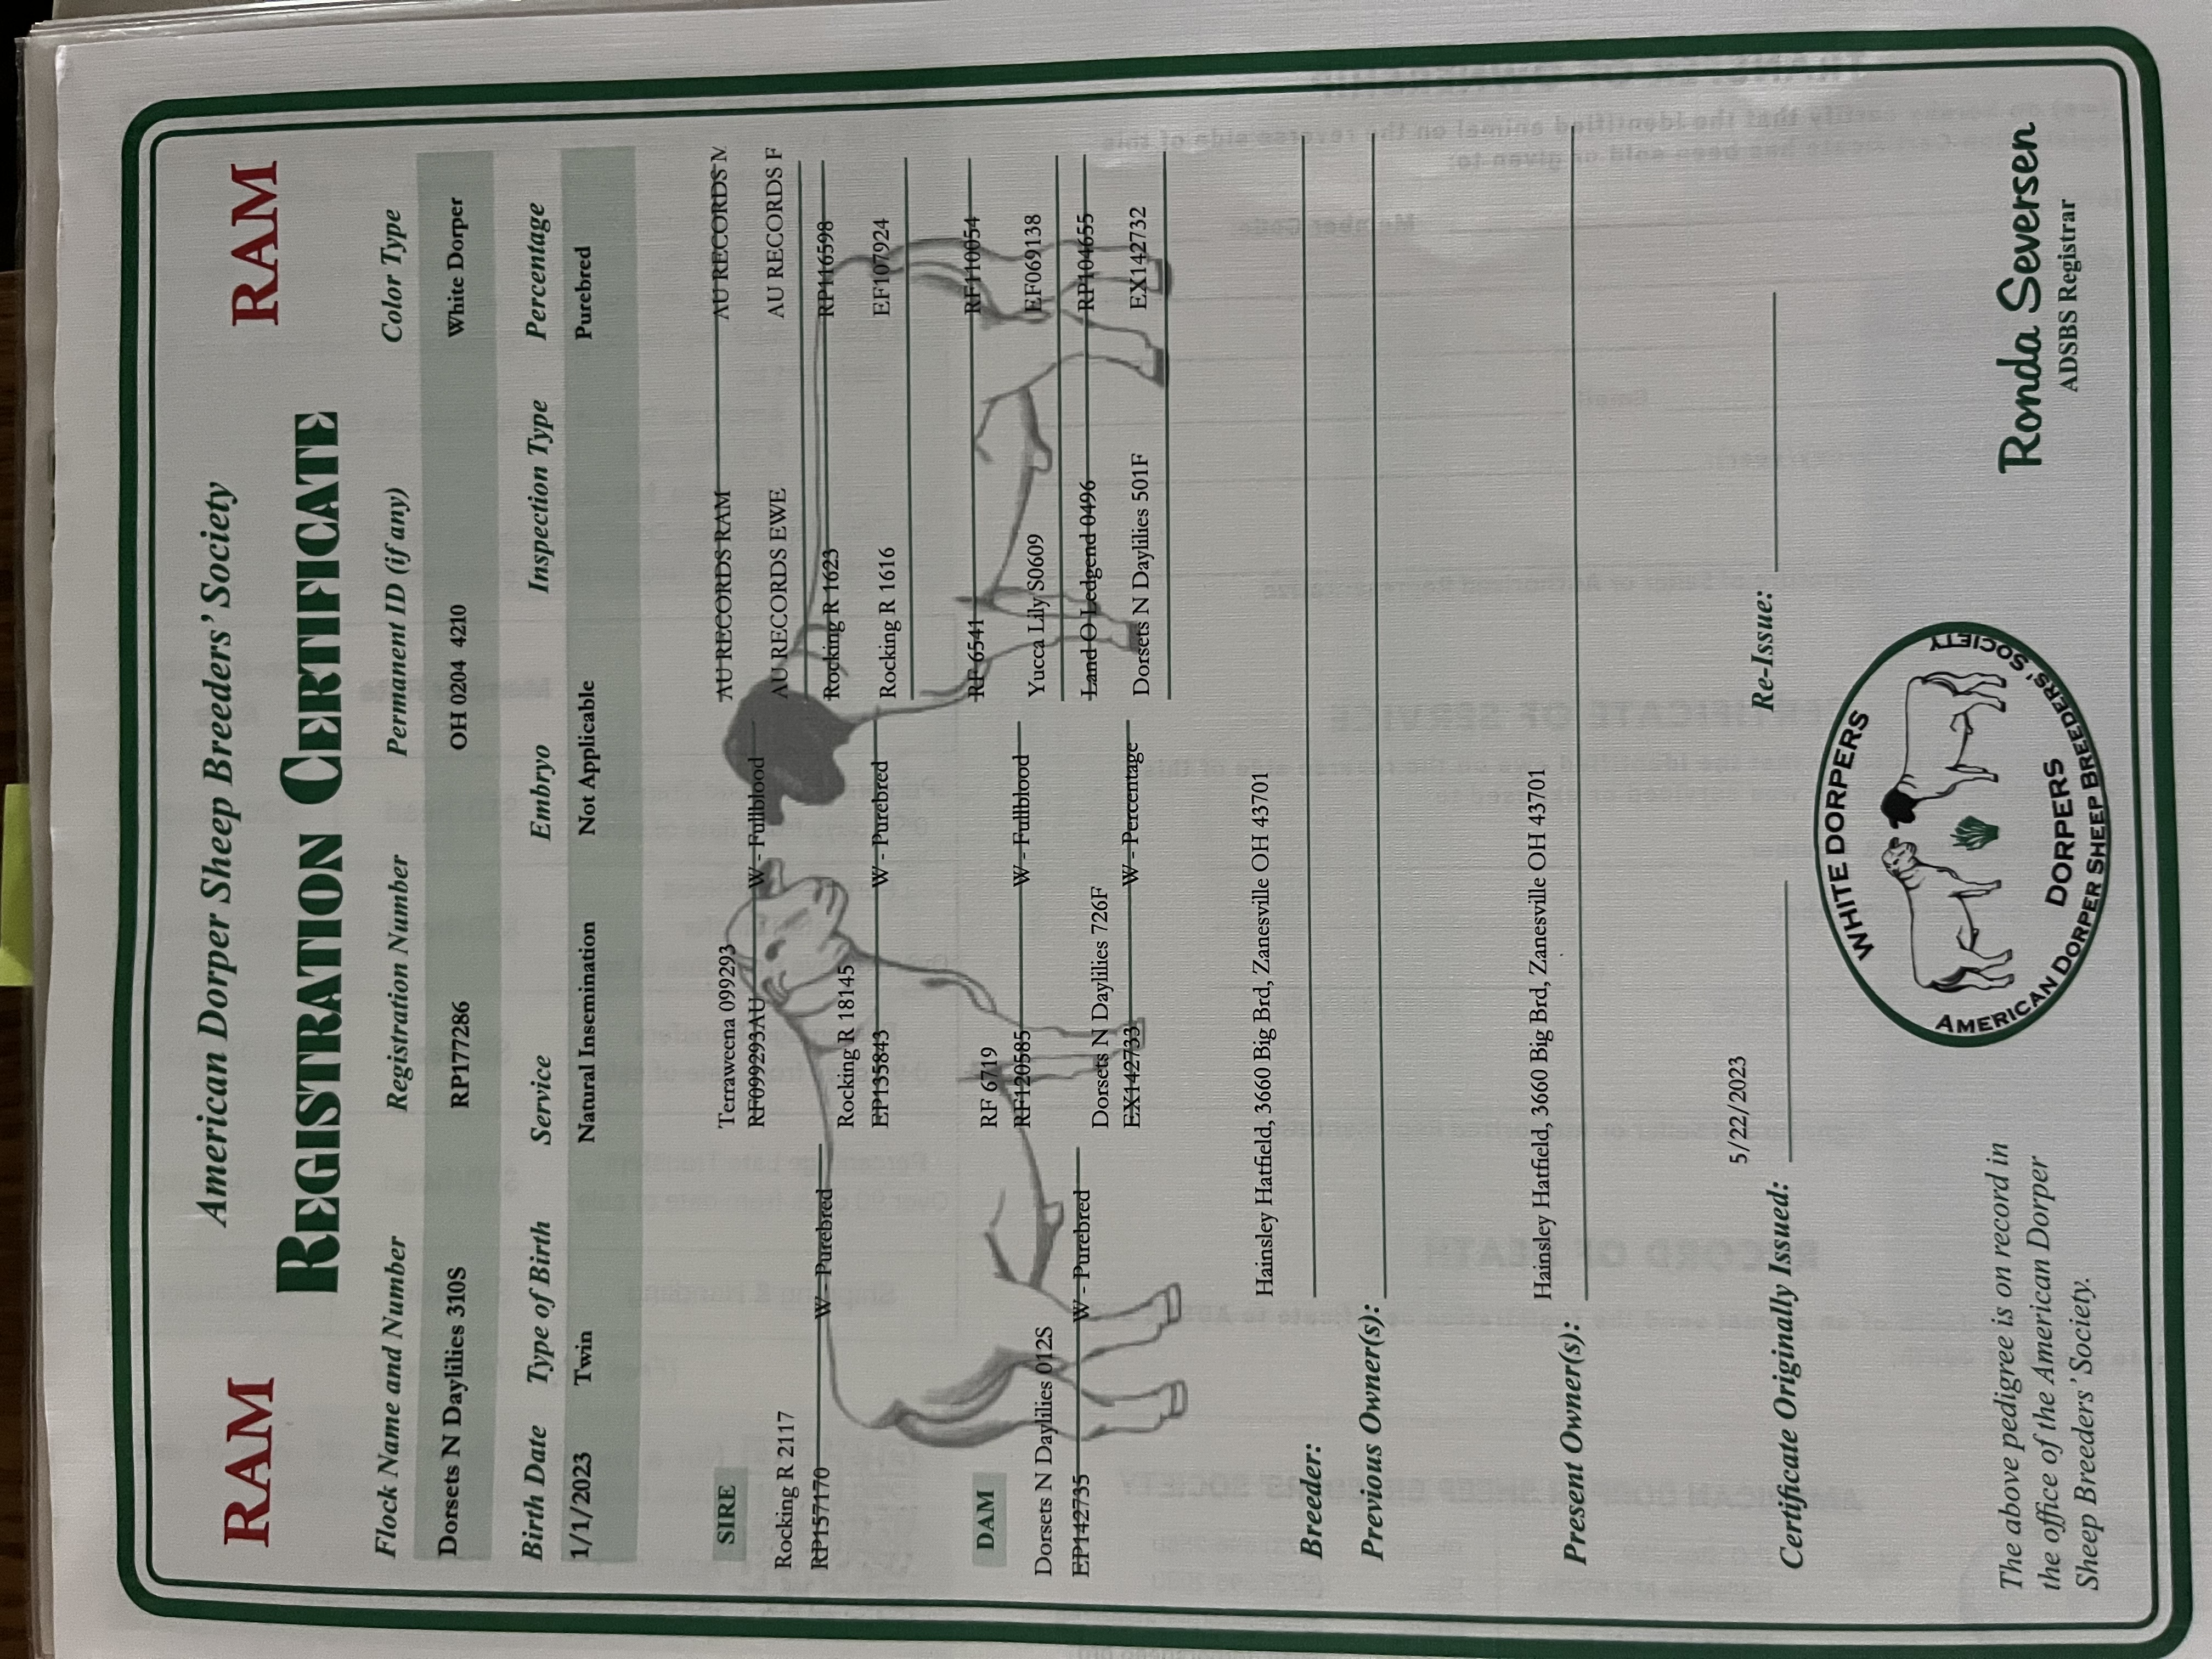 RAM RAM
American Dorper Sheep Breeders' Society
REGISTRATION CERTIFICATE
Flock Name and Number Registration Number Permanent ID (if any) Color Type
Dorsets N Daylilies 310S RP177286 OH 0204 4210 White Dorper
Birth Date Type of Birth Service Embryo Inspection Type Percentage
1/1/2023 Twin Natural Insemination Not Applicable Purebred
SIRE
Rocking R 2117
RP157170 W - Purebred
Terraweena 099293
RF099293AU W - Fullblood
AU RECORDS RAM AU RECORDS M
AU RECORDS EWE AU RECORDS F
Rocking R 18145
EP135843 W - Purebred
Rocking R 1623 RP116598
Rocking R 1616 EF107924
DAM
Dorsets N Daylilies 012S
EP142735 W - Purebred
RF 6719
RF120585 W - Fullblood
RF 6541 RF110054
Yucca Lily S0609 EF069138
Dorsets N Daylilies 726F
EX142733 W - Percentage
Land O Ledgend 0496 RP104655
Dorsets N Daylilies 501F EX142732
Breeder: Hainsley Hatfield, 3660 Big Brd, Zanesville OH 43701
Previous Owner(s):
Present Owner(s): Hainsley Hatfield, 3660 Big Brd, Zanesville OH 43701
Certificate Originally Issued: 5/22/2023 Re-Issue:
The above pedigree is on record in
the office of the American Dorper
Sheep Breeders' Society.
WHITE DORPERS
DORPERS
AMERICAN DORPER SHEEP BREEDERS' SOCIETY
Ronda Seversen
ADSBS Registrar